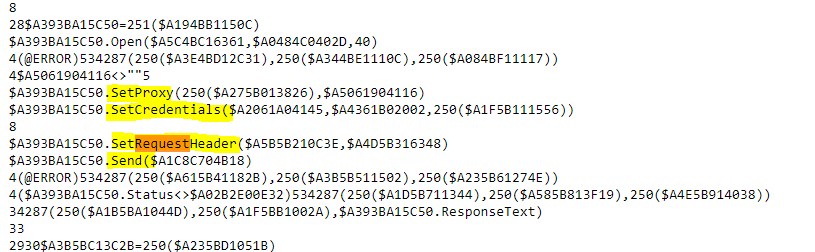 8
28$A393BA15C50=251($A194BB1150C)
$A393BA15C50.Open($A5C4BC16361,$A0484C0402D,40)
4(@ERROR)534287(250($A3E4BD12C31),250($A344BE1110C),250($A084BF11117))
4$A5061904116<>""5
$A393BA15C50.SetProxy(250($A275B013826),$A5061904116)
$A393BA15C50.SetCredentials($A2061A04145,$A4361B02002,250($A1F5B111556))
8
$A393BA15C50.SetRequestHeader($A5B5B210C3E,$A4D5B316348)
$A393BA15C50.Send($A1C8C704B18)
4(@ERROR)534287(250($A615B41182B),250($A3B5B511502),250($A235B61274E))
4($A393BA15C50.Status<>$A02B2E00E32)534287(250($A1D5B711344),250($A585B813F19),250($A4E5B914038))
34287(250($A1B5BA1044D),250($A1F5BB1002A),$A393BA15C50.ResponseText)
33
2930$A3B5BC13C2B=250($A235BD1051B)